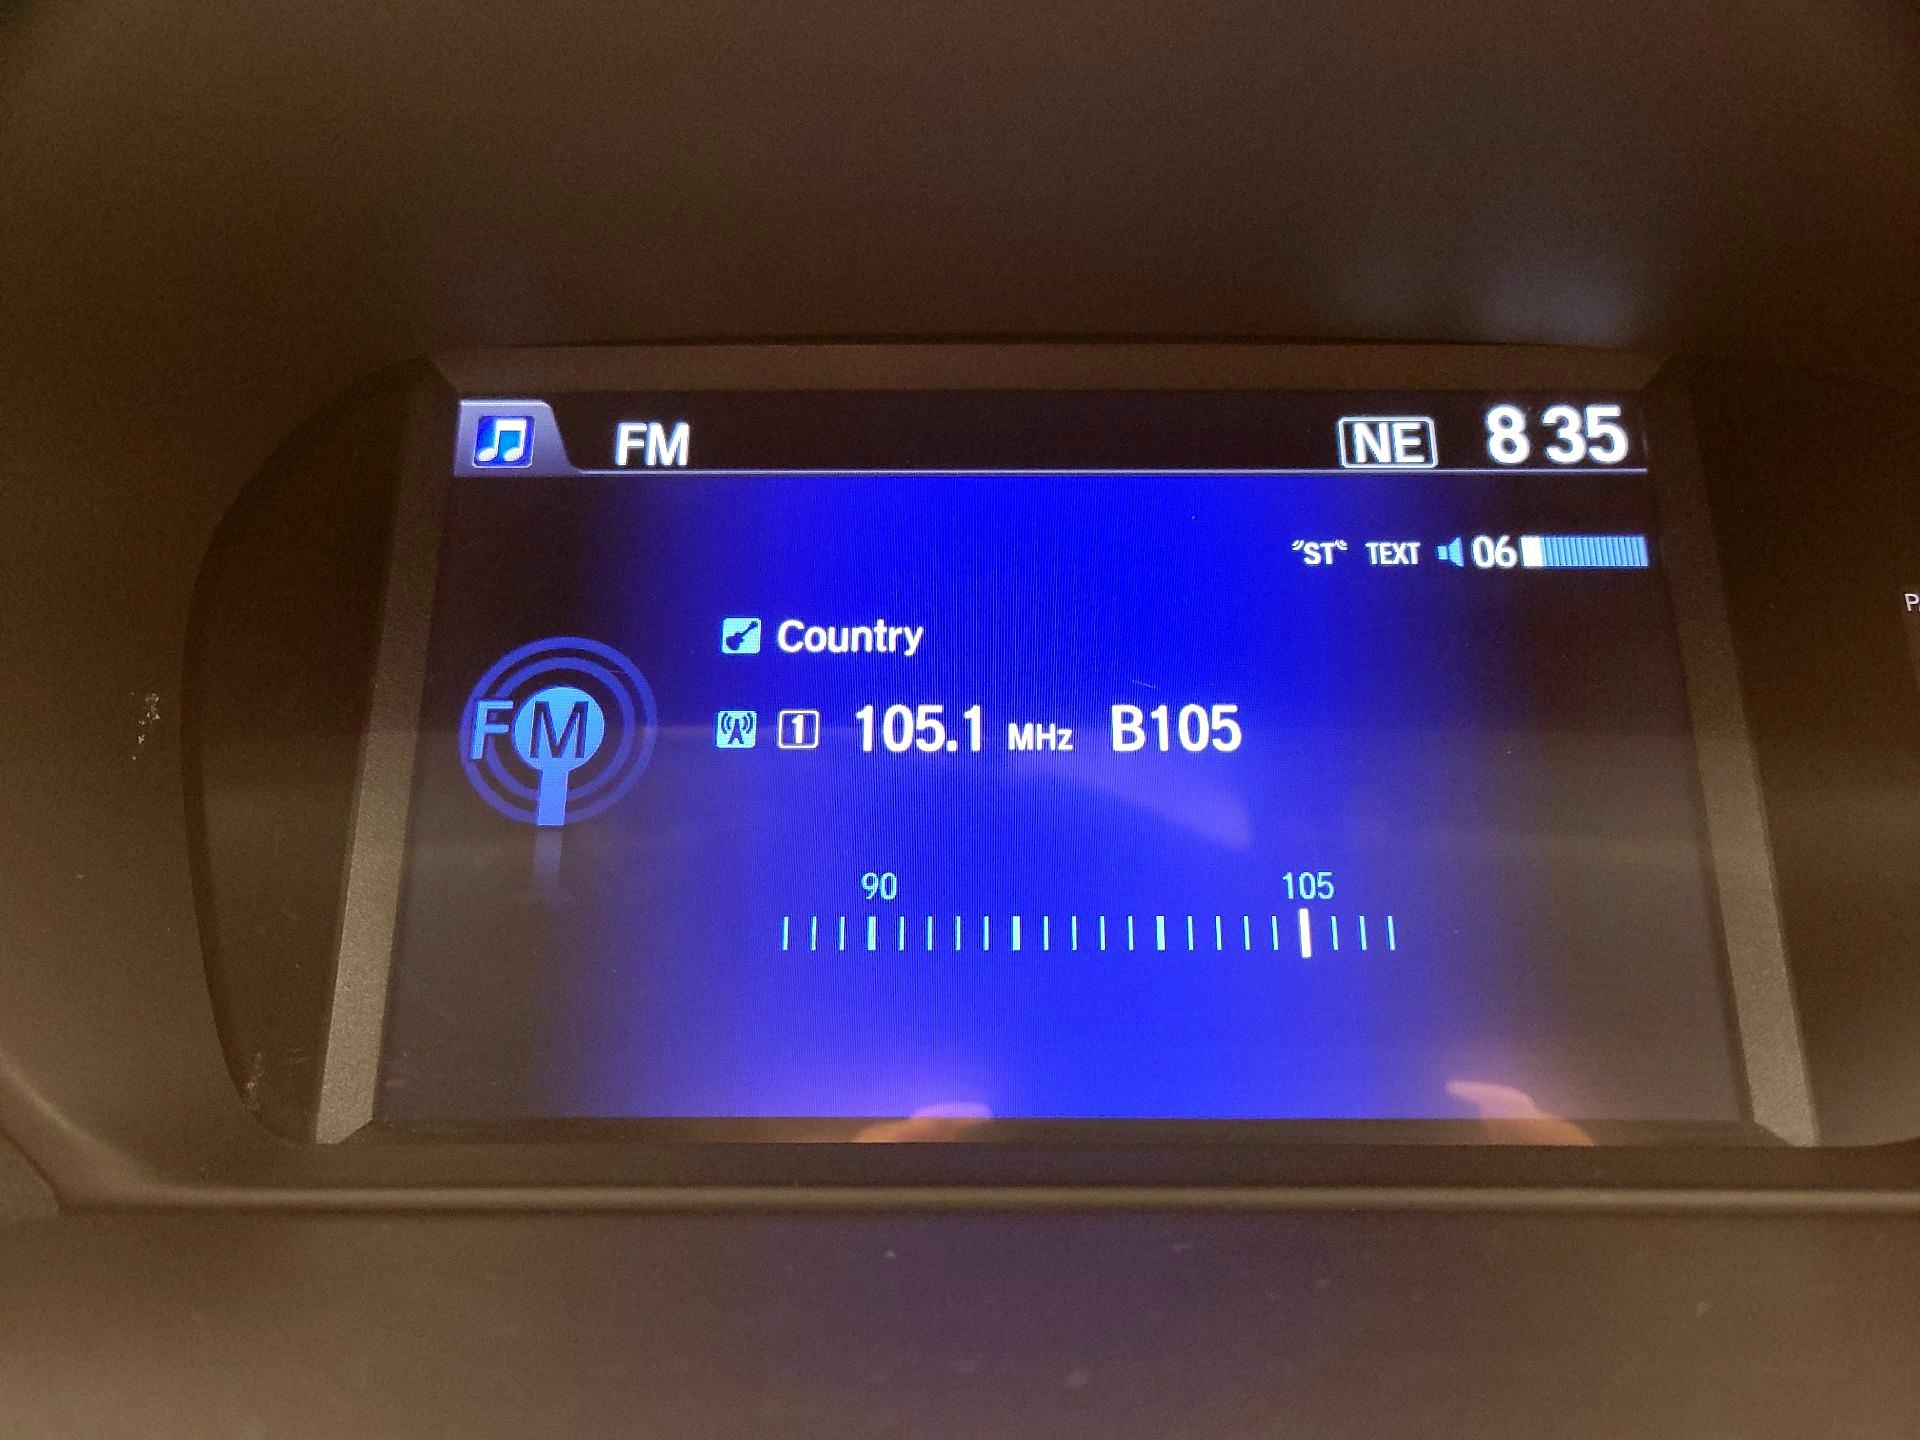 FM NE 8 35
"ST" TEXT 06
Country
FM
1 105.1 MHz B105
90 105